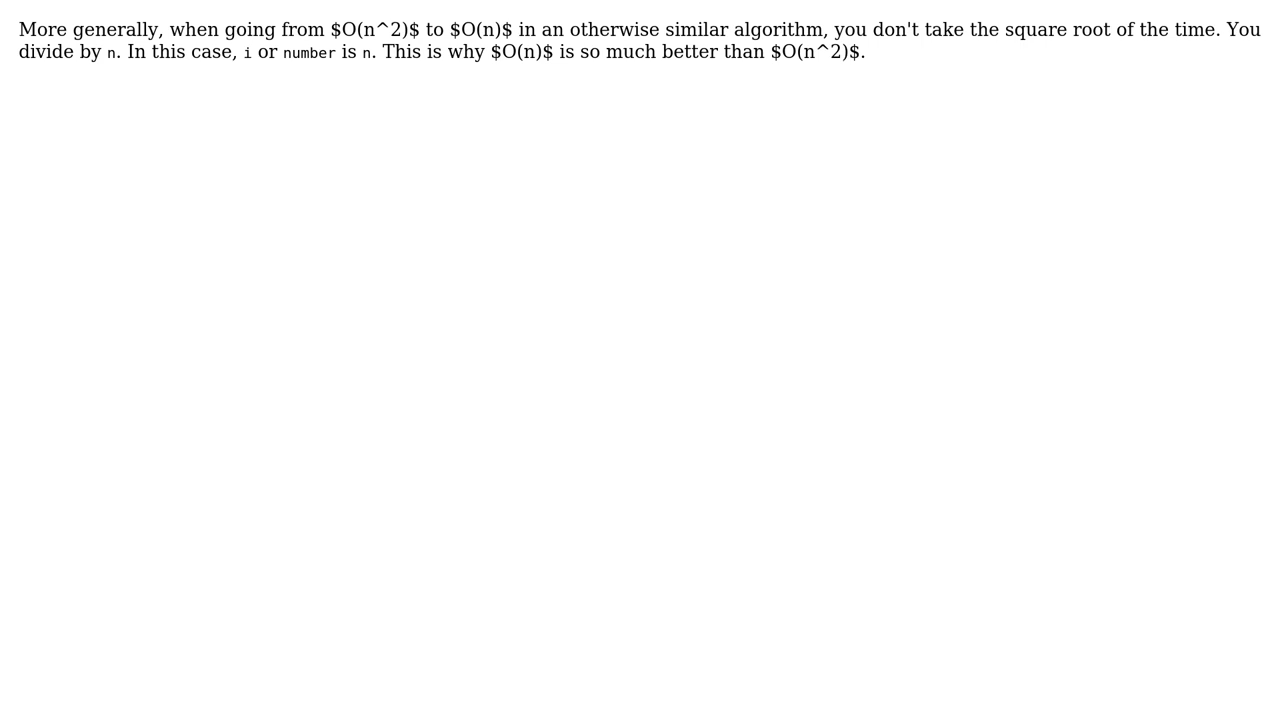 More generally, when going from $O(n^2)$ to $O(n)$ in an otherwise similar algorithm, you don't take the square root of the time. You
divide by n. In this case, i or number is n. This is why $O(n)$ is so much better than $O(n^2)$.